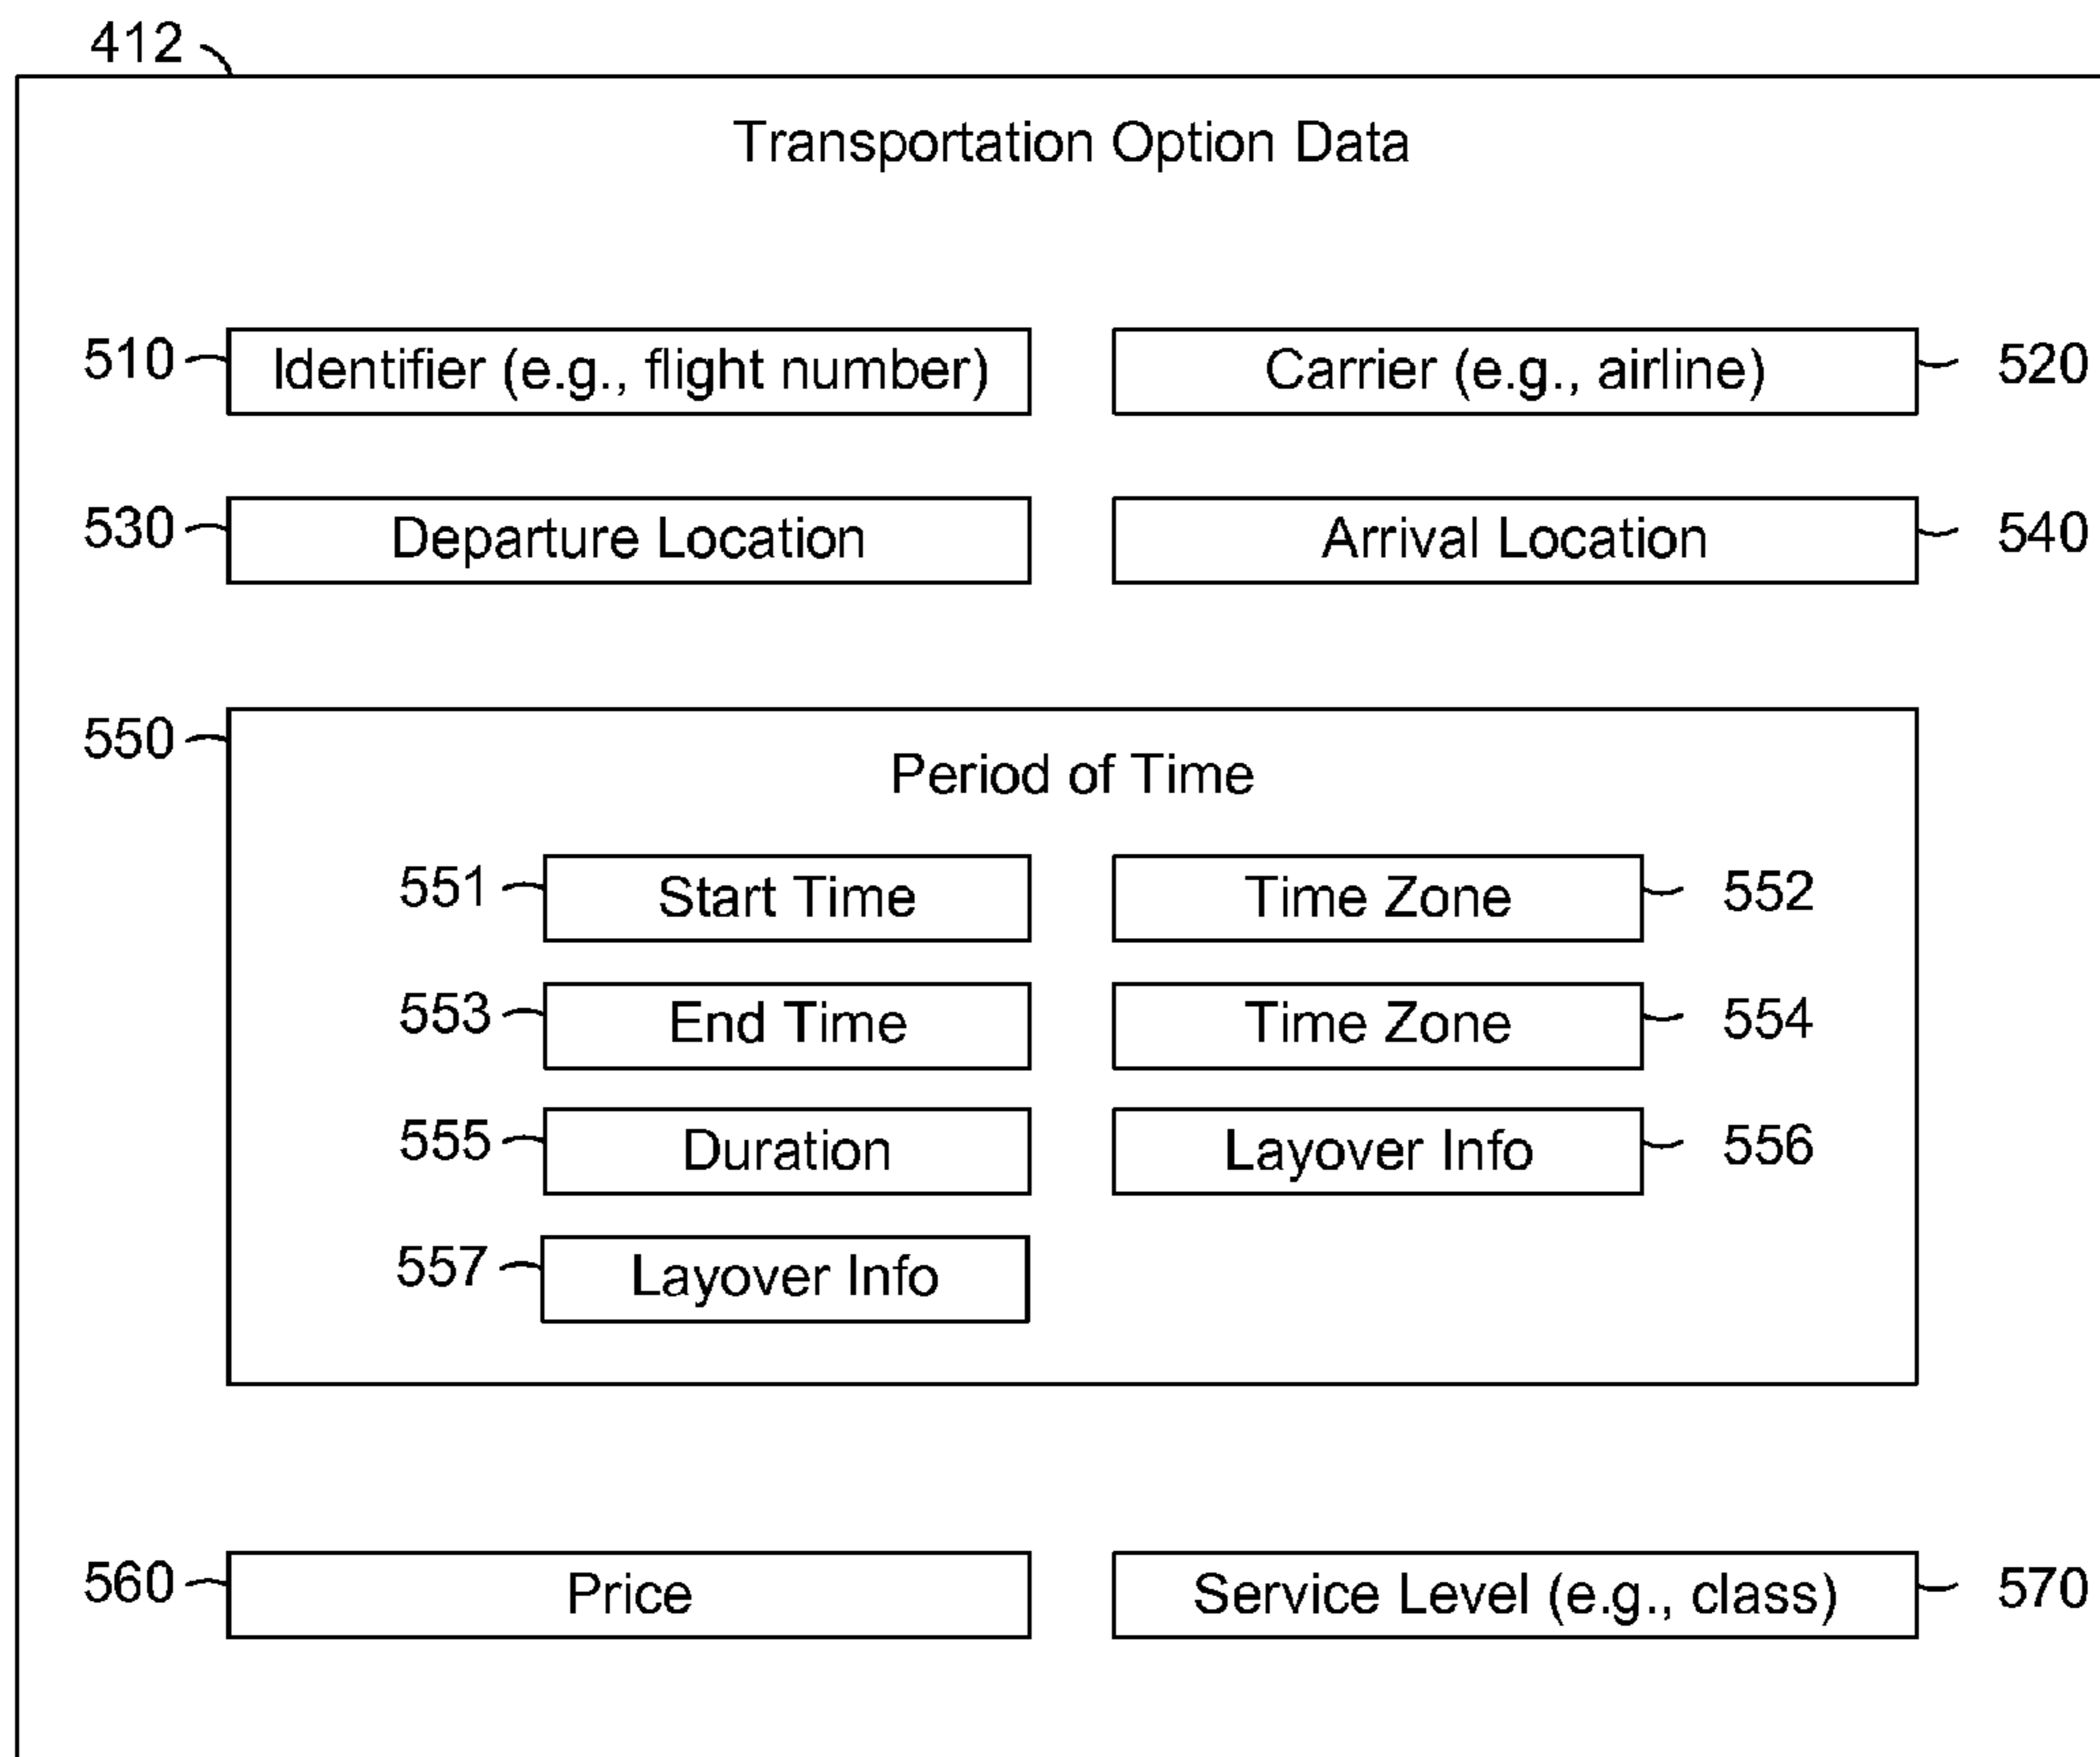 412
Transportation Option Data
510 Identifier (e.g., flight number) Carrier (e.g., airline) 520
530 Departure Location Arrival Location 540
550
Period of Time
551 Start Time Time Zone 552
553 End Time Time Zone 554
555 Duration Layover Info 556
557 Layover Info
560 Price Service Level (e.g., class) 570